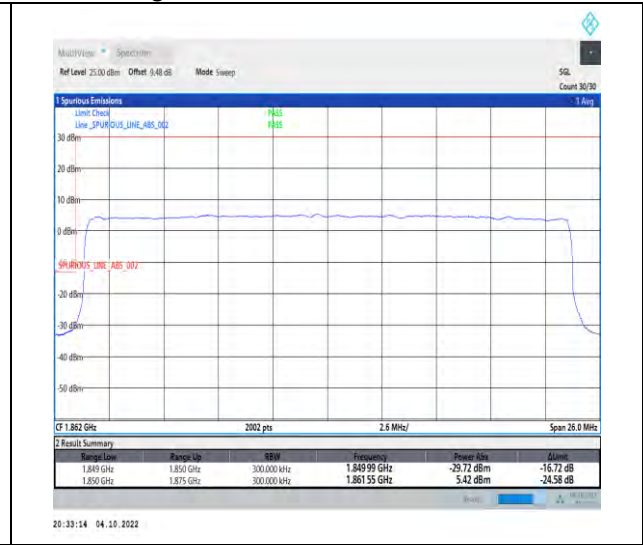 MultiView Spectrum
Ref Level 25.00 dBm Offset 9.48 dB Mode Sweep SGL
Count 30/30
1 Spurious Emissions 1 Avg
Limit Check PASS
Line _SPURIOUS_LINE_ABS_002 PASS
30 dBm
20 dBm
10 dBm
0 dBm
SPURIOUS_LINE_ABS_002
-20 dBm
-30 dBm
-40 dBm
-50 dBm
CF 1.862 GHz 2002 pts 2.6 MHz/ Span 26.0 MHz
2 Result Summary
Range Low Range Up RBW Frequency Power Abs ΔLimit
1.849 GHz 1.850 GHz 300.000 kHz 1.849 99 GHz -29.72 dBm -16.72 dB
1.850 GHz 1.875 GHz 300.000 kHz 1.861 55 GHz 5.42 dBm -24.58 dB
20:33:14 04.10.2022